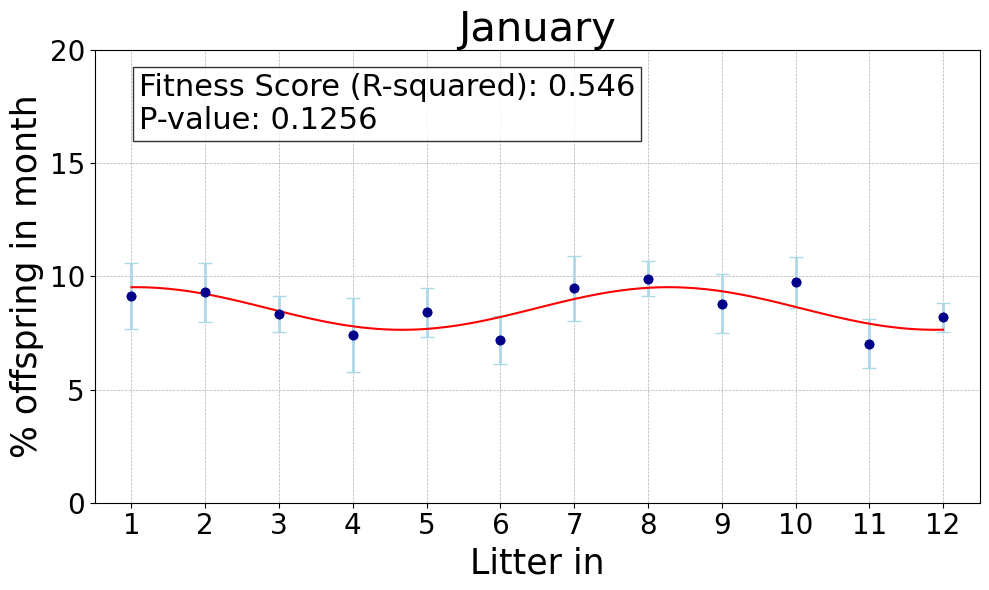 January
Fitness Score (R-squared): 0.546
P-value: 0.1256
% offspring in month
20
15
10
5
0
1 2 3 4 5 6 7 8 9 10 11 12
Litter in